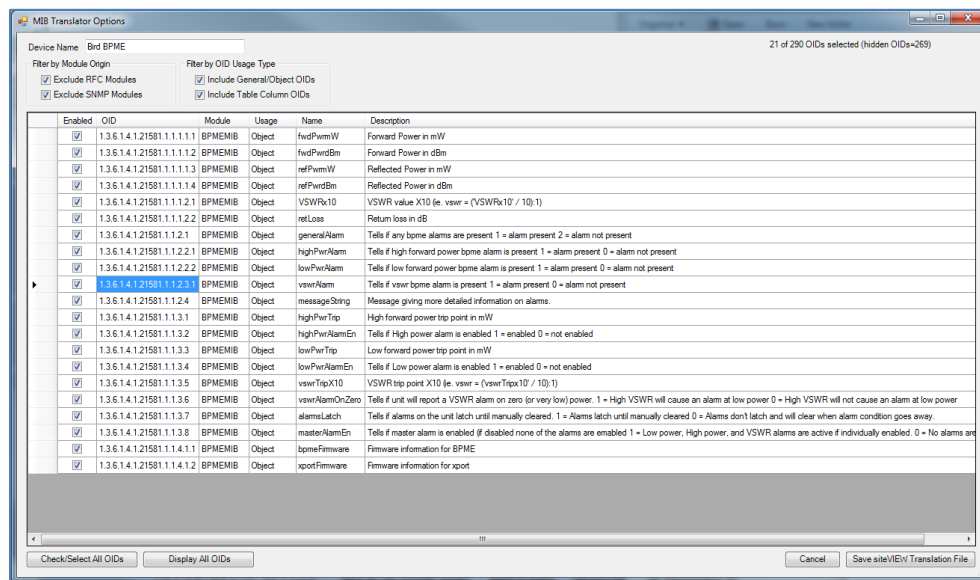 MIB Translator Options
Device Name Bird BPME
21 of 290 OIDs selected (hidden OIDs=269)
Filter by Module Origin Filter by OID Usage Type
Exclude RFC Modules Include General/Object OIDs
Exclude SNMP Modules Include Table Column OIDs
Enabled OID Module Usage Name Description
1.3.6.1.4.1.21581.1.1.1.1.1 BPMEMIB Object fwdPwrmW Forward Power in mW
1.3.6.1.4.1.21581.1.1.1.1.2 BPMEMIB Object fwdPwrdBm Forward Power in dBm
1.3.6.1.4.1.21581.1.1.1.1.3 BPMEMIB Object refPwrmW Reflected Power in mW
1.3.6.1.4.1.21581.1.1.1.1.4 BPMEMIB Object refPwrdBm Reflected Power in dBm
1.3.6.1.4.1.21581.1.1.1.2.1 BPMEMIB Object VSWRx10 VSWR value X10 (ie. vswr = ('VSWRx10' / 10):1)
1.3.6.1.4.1.21581.1.1.1.2.2 BPMEMIB Object retLoss Return loss in dB
1.3.6.1.4.1.21581.1.1.2.1 BPMEMIB Object generalAlarm Tells if any bpme alarms are present 1 = alarm present 2 = alarm not present
1.3.6.1.4.1.21581.1.1.2.2.1 BPMEMIB Object highPwrAlarm Tells if high forward power bpme alarm is present 1 = alarm present 0 = alarm not present
1.3.6.1.4.1.21581.1.1.2.2.2 BPMEMIB Object lowPwrAlarm Tells if low forward power bpme alarm is present 1 = alarm present 0 = alarm not present
1.3.6.1.4.1.21581.1.1.2.3.1 BPMEMIB Object vswrAlarm Tells if vswr bpme alarm is present 1 = alarm present 0 = alarm not present
1.3.6.1.4.1.21581.1.1.2.4 BPMEMIB Object messageString Message giving more detailed information on alarms.
1.3.6.1.4.1.21581.1.1.3.1 BPMEMIB Object highPwrTrip High forward power trip point in mW
1.3.6.1.4.1.21581.1.1.3.2 BPMEMIB Object highPwrAlarmEn Tells if High power alarm is enabled 1 = enabled 0 = not enabled
1.3.6.1.4.1.21581.1.1.3.3 BPMEMIB Object lowPwrTrip Low forward power trip point in mW
1.3.6.1.4.1.21581.1.1.3.4 BPMEMIB Object lowPwrAlarmEn Tells if Low power alarm is enabled 1 = enabled 0 = not enabled
1.3.6.1.4.1.21581.1.1.3.5 BPMEMIB Object vswrTripX10 VSWR trip point X10 (ie. vswr = ('vswrTripx10' / 10):1)
1.3.6.1.4.1.21581.1.1.3.6 BPMEMIB Object vswrAlarmOnZero Tells if unit will report a VSWR alarm on zero (or very low) power. 1 = High VSWR will cause an alarm at low power 0 = High VSWR will not cause an alarm at low power
1.3.6.1.4.1.21581.1.1.3.7 BPMEMIB Object alarmsLatch Tells if alarms on the unit latch until manually cleared. 1 = Alarms latch until manually cleared 0 = Alarms don't latch and will clear when alarm condition goes away.
1.3.6.1.4.1.21581.1.1.3.8 BPMEMIB Object masterAlarmEn Tells if master alarm is enabled (if disabled none of the alarms are emabled 1 = Low power, High power, and VSWR alarms are active if individually enabled. 0 = No alarms are
1.3.6.1.4.1.21581.1.1.4.1.1 BPMEMIB Object bpmeFirmware Firmware information for BPME
1.3.6.1.4.1.21581.1.1.4.1.2 BPMEMIB Object xportFirmware Firmware information for xport
Check/Select All OIDs Display All OIDs Cancel Save siteVIEW Translation File